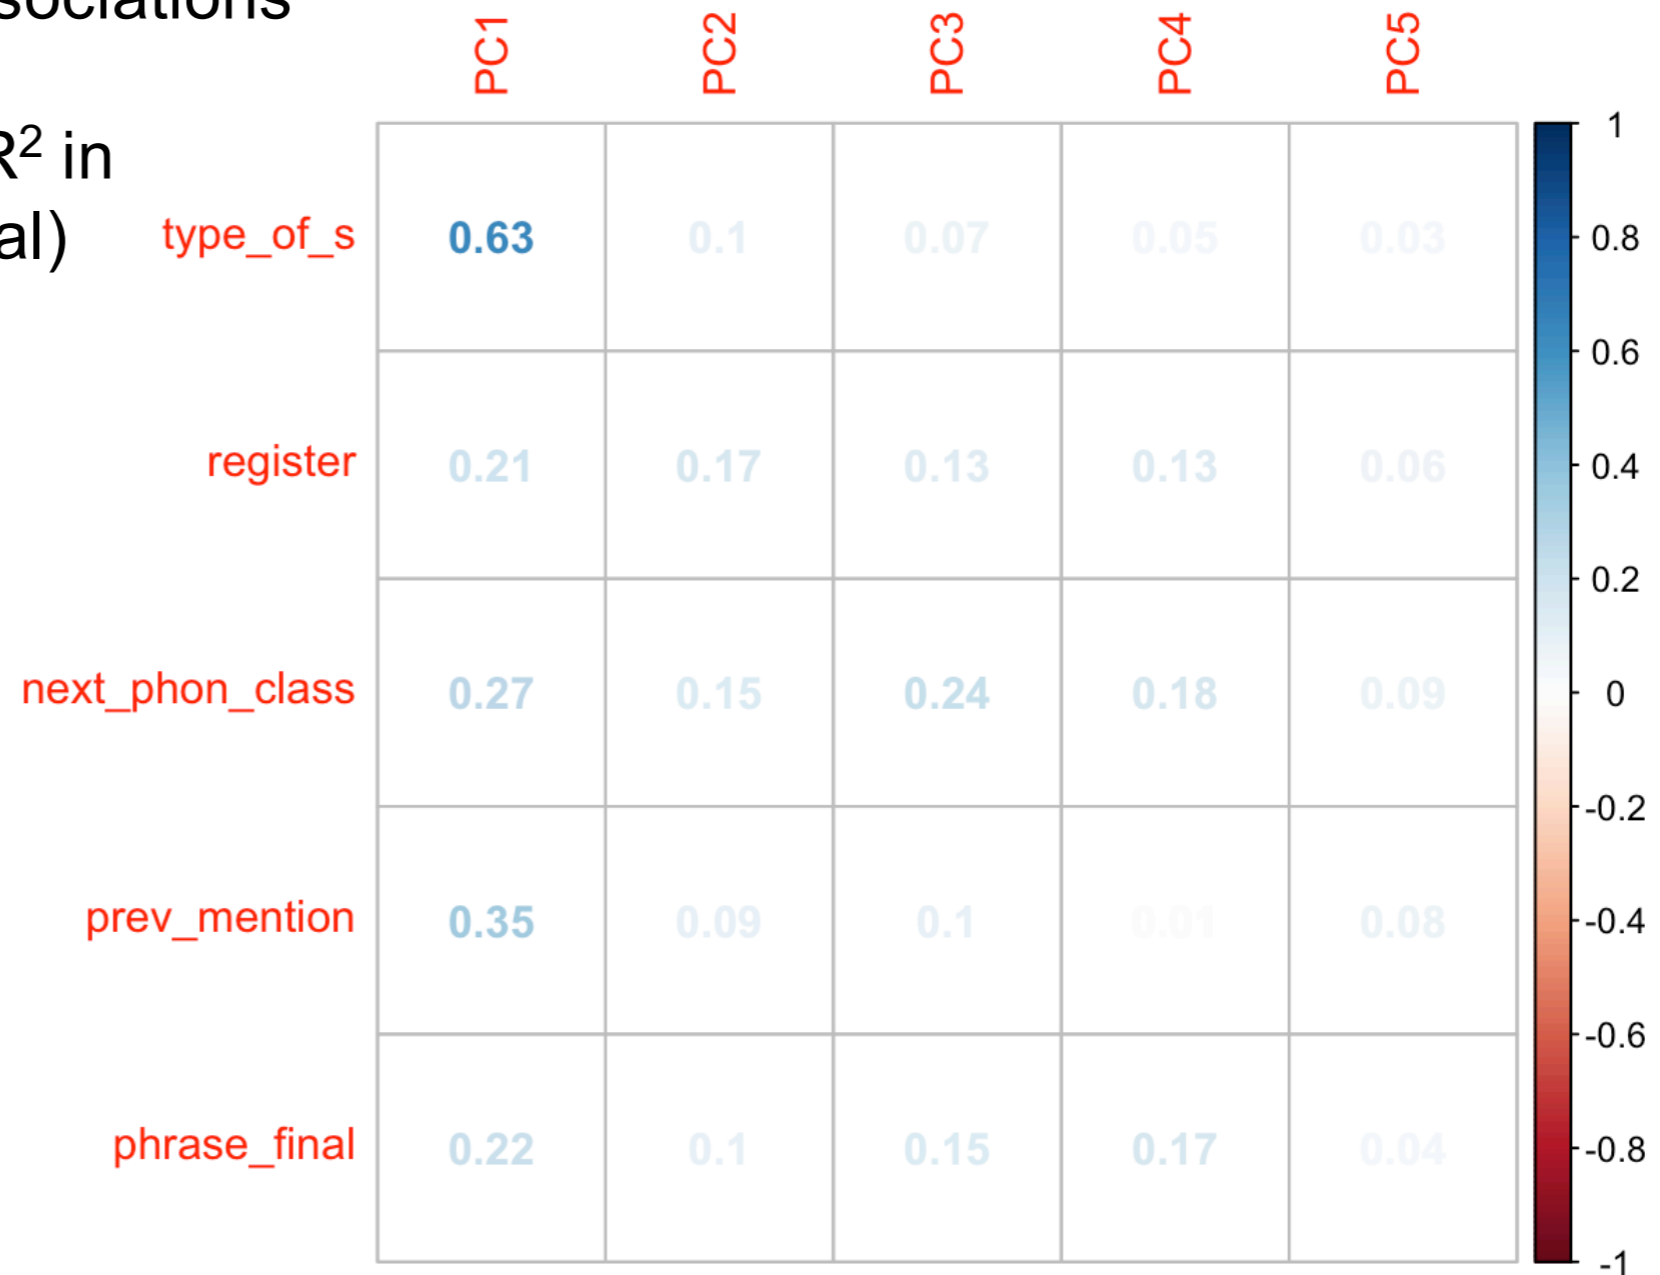 sociations
R² in
al)
PC1 PC2 PC3 PC4 PC5
type_of_s 0.63 0.1 0.07 0.05 0.03
register 0.21 0.17 0.13 0.13 0.06
next_phon_class 0.27 0.15 0.24 0.18 0.09
prev_mention 0.35 0.09 0.1 0.01 0.08
phrase_final 0.22 0.1 0.15 0.17 0.04
1
0.8
0.6
0.4
0.2
0
-0.2
-0.4
-0.6
-0.8
-1